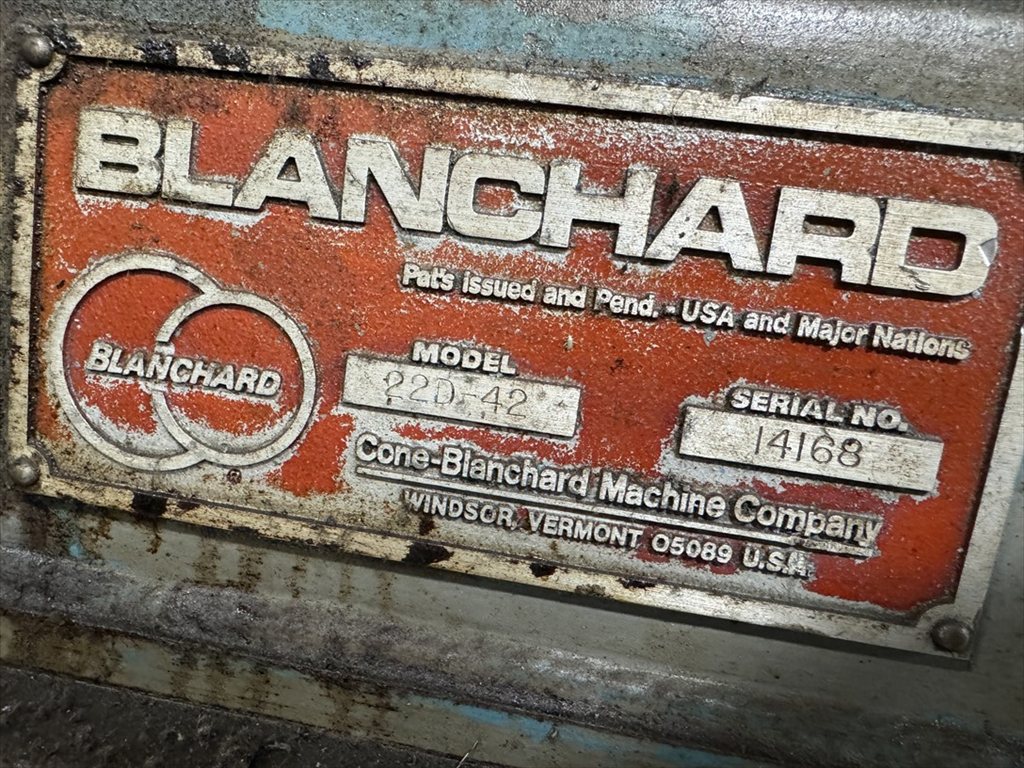 BLANCHARD
Pat's issued and Pend. - USA and Major Nations
BLANCHARD
MODEL
22D-42
SERIAL NO.
14168
Cone-Blanchard Machine Company
WINDSOR, VERMONT 05089 U.S.A.